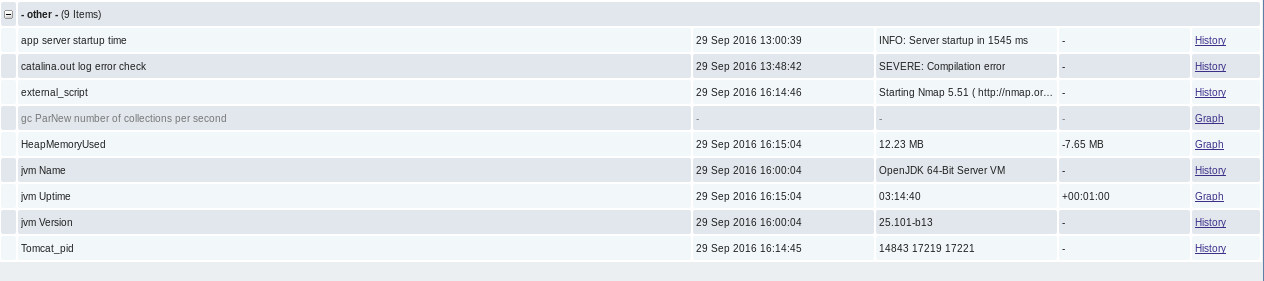 - other - (9 Items)
app server startup time 29 Sep 2016 13:00:39 INFO: Server startup in 1545 ms - History
catalina.out log error check 29 Sep 2016 13:48:42 SEVERE: Compilation error - History
external_script 29 Sep 2016 16:14:46 Starting Nmap 5.51 ( http://nmap.or... - History
gc ParNew number of collections per second - - - Graph
HeapMemoryUsed 29 Sep 2016 16:15:04 12.23 MB -7.65 MB Graph
jvm Name 29 Sep 2016 16:00:04 OpenJDK 64-Bit Server VM - History
jvm Uptime 29 Sep 2016 16:15:04 03:14:40 +00:01:00 Graph
jvm Version 29 Sep 2016 16:00:04 25.101-b13 - History
Tomcat_pid 29 Sep 2016 16:14:45 14843 17219 17221 - History